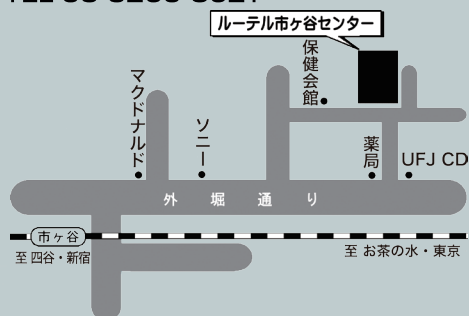 ルーテル市ヶ谷センター
保健会館
マクドナルド
ソニー
薬局
UFJ CD
外堀通り
市ヶ谷
至 四谷・新宿
至 お茶の水・東京